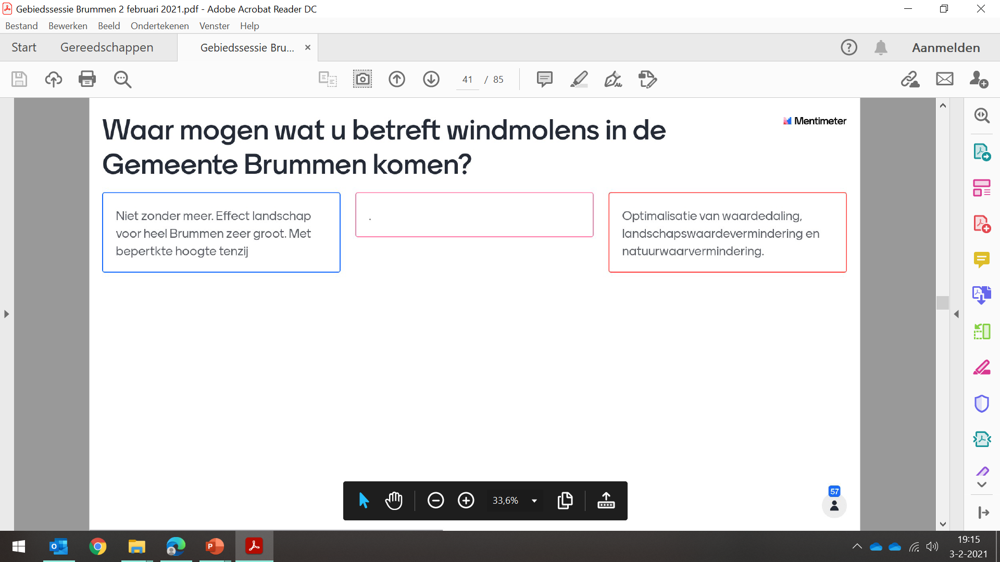 Gebiedssessie Brummen 2 februari 2021.pdf - Adobe Acrobat Reader DC
Bestand Bewerken Beeld Ondertekenen Venster Help
Start Gereedschappen Gebiedssessie Bru... × Aanmelden
41 / 85
Waar mogen wat u betreft windmolens in de
Gemeente Brummen komen?
Mentimeter
Niet zonder meer. Effect landschap
voor heel Brummen zeer groot. Met
bepertkte hoogte tenzij
.
Optimalisatie van waardedaling,
landschapswaardevermindering en
natuurwaarvermindering.
33,6%
57
19:15
3-2-2021